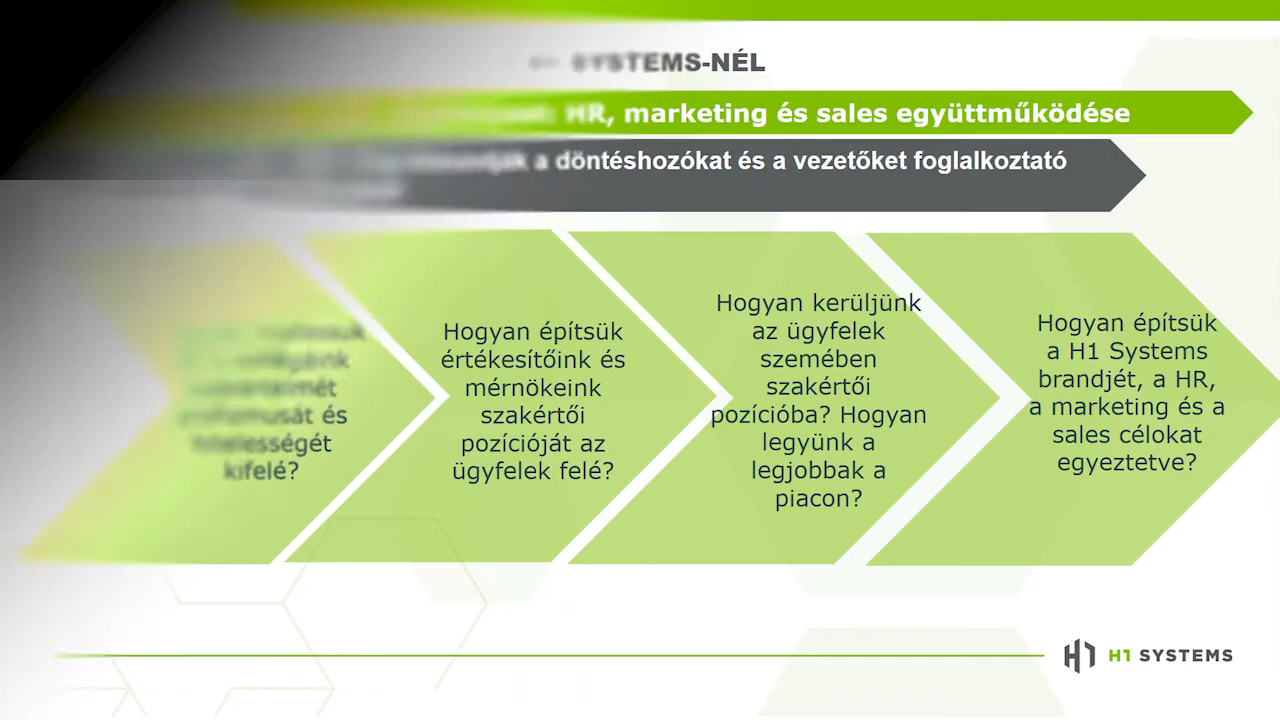 SYSTEMS-NÉL
HR, marketing és sales együttműködése
a döntéshozókat és a vezetőket foglalkoztató
és
hitelességét
kifelé?
Hogyan építsük
értékesítőink és
mérnökeink
szakértői
pozícióját az
ügyfelek felé?
Hogyan kerüljünk
az ügyfelek
szemében
szakértői
pozícióba? Hogyan
legyünk a
legjobbak a
piacon?
Hogyan építsük
a H1 Systems
brandjét, a HR,
a marketing és a
sales célokat
egyeztetve?
H1 SYSTEMS